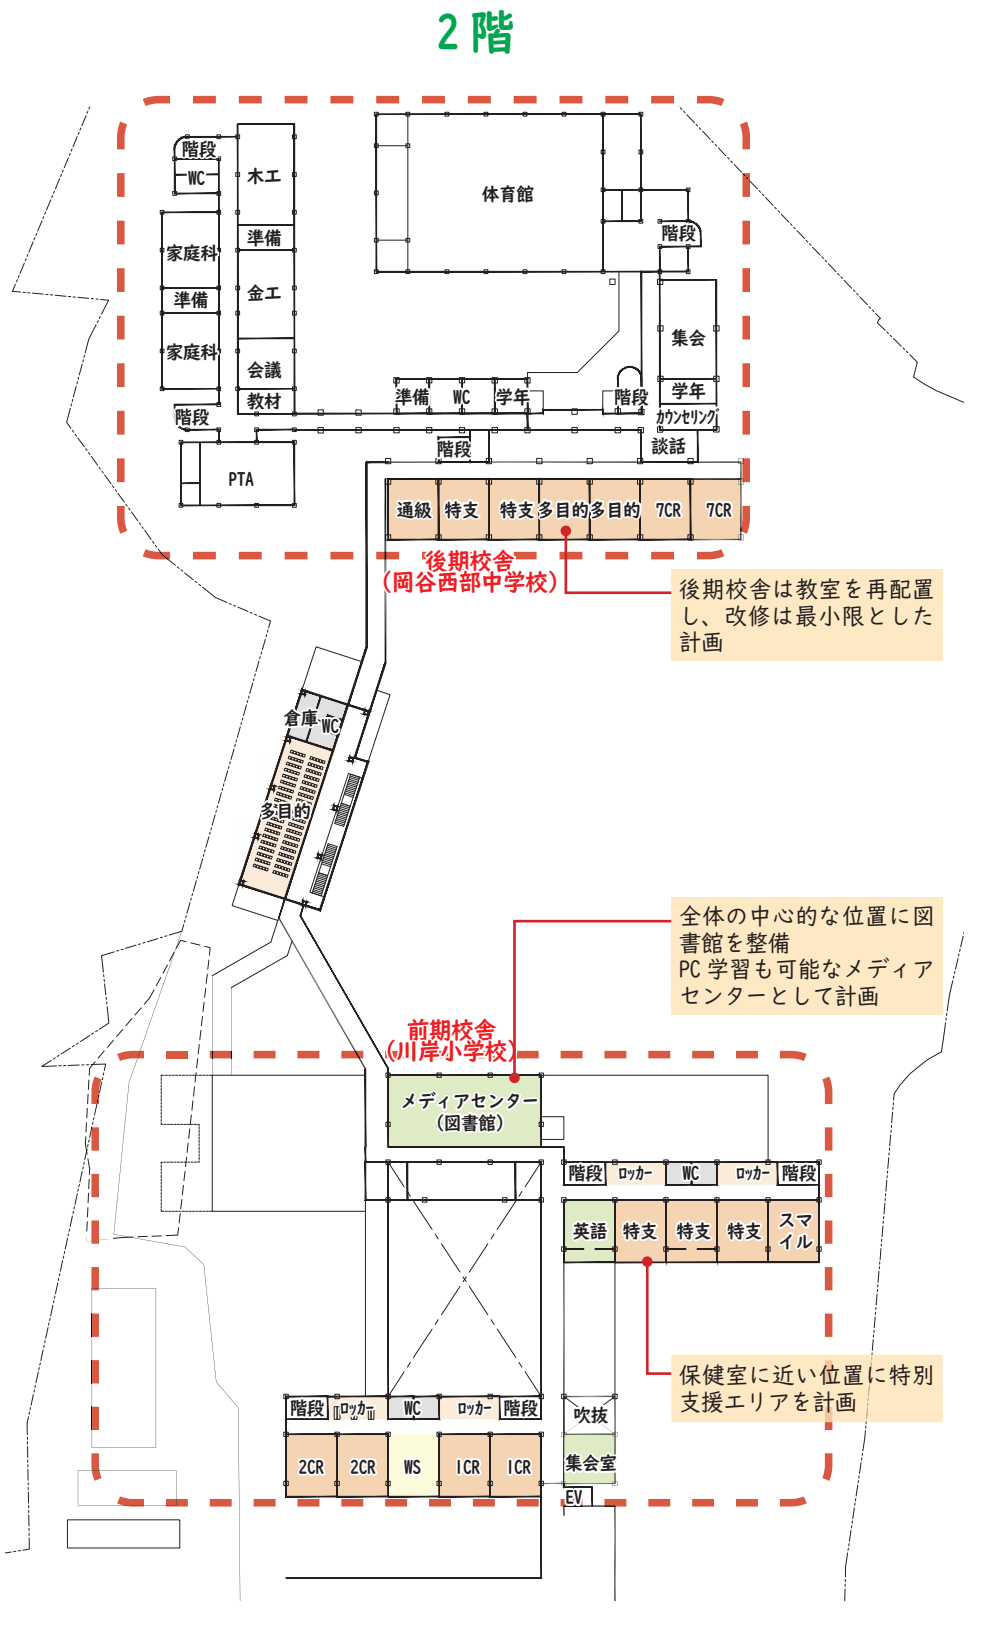 2階
階段
WC
木工
体育館
準備
階段
家庭科
金工
準備
集会
家庭科
会議
学年
教材
準備
WC
学年
階段
カウンセリング
階段
階段
談話
PTA
通級
特支
特支
多目的
多目的
7CR
7CR
後期校舎
(岡谷西部中学校)
後期校舎は教室を再配置
し、改修は最小限とした
計画
倉庫
WC
多目的
全体の中心的な位置に図
書館を整備
PC 学習も可能なメディア
センターとして計画
前期校舎
(川岸小学校)
メディアセンター
(図書館)
階段
ロッカー
WC
ロッカー
階段
英語
特支
特支
特支
スマ
イル
保健室に近い位置に特別
支援エリアを計画
階段
ロッカー
WC
ロッカー
階段
吹抜
2CR
2CR
WS
1CR
1CR
集会室
EV